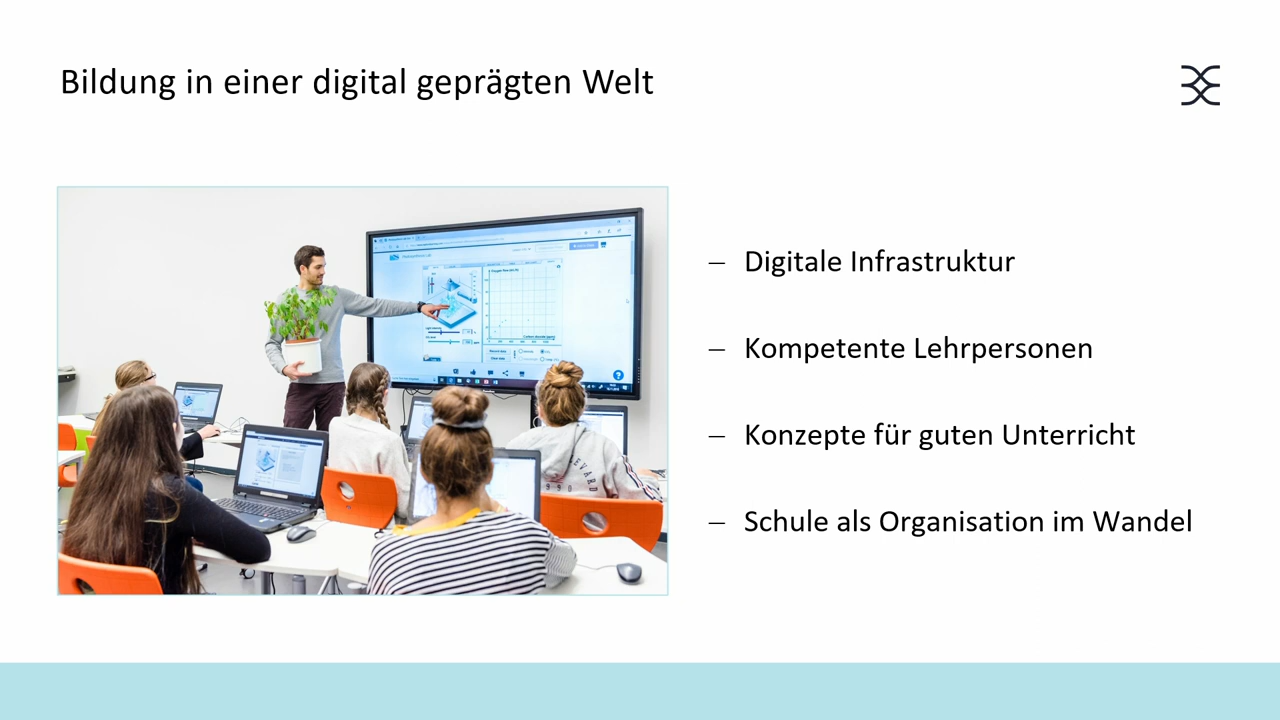 Bildung in einer digital geprägten Welt
– Digitale Infrastruktur
– Kompetente Lehrpersonen
– Konzepte für guten Unterricht
– Schule als Organisation im Wandel